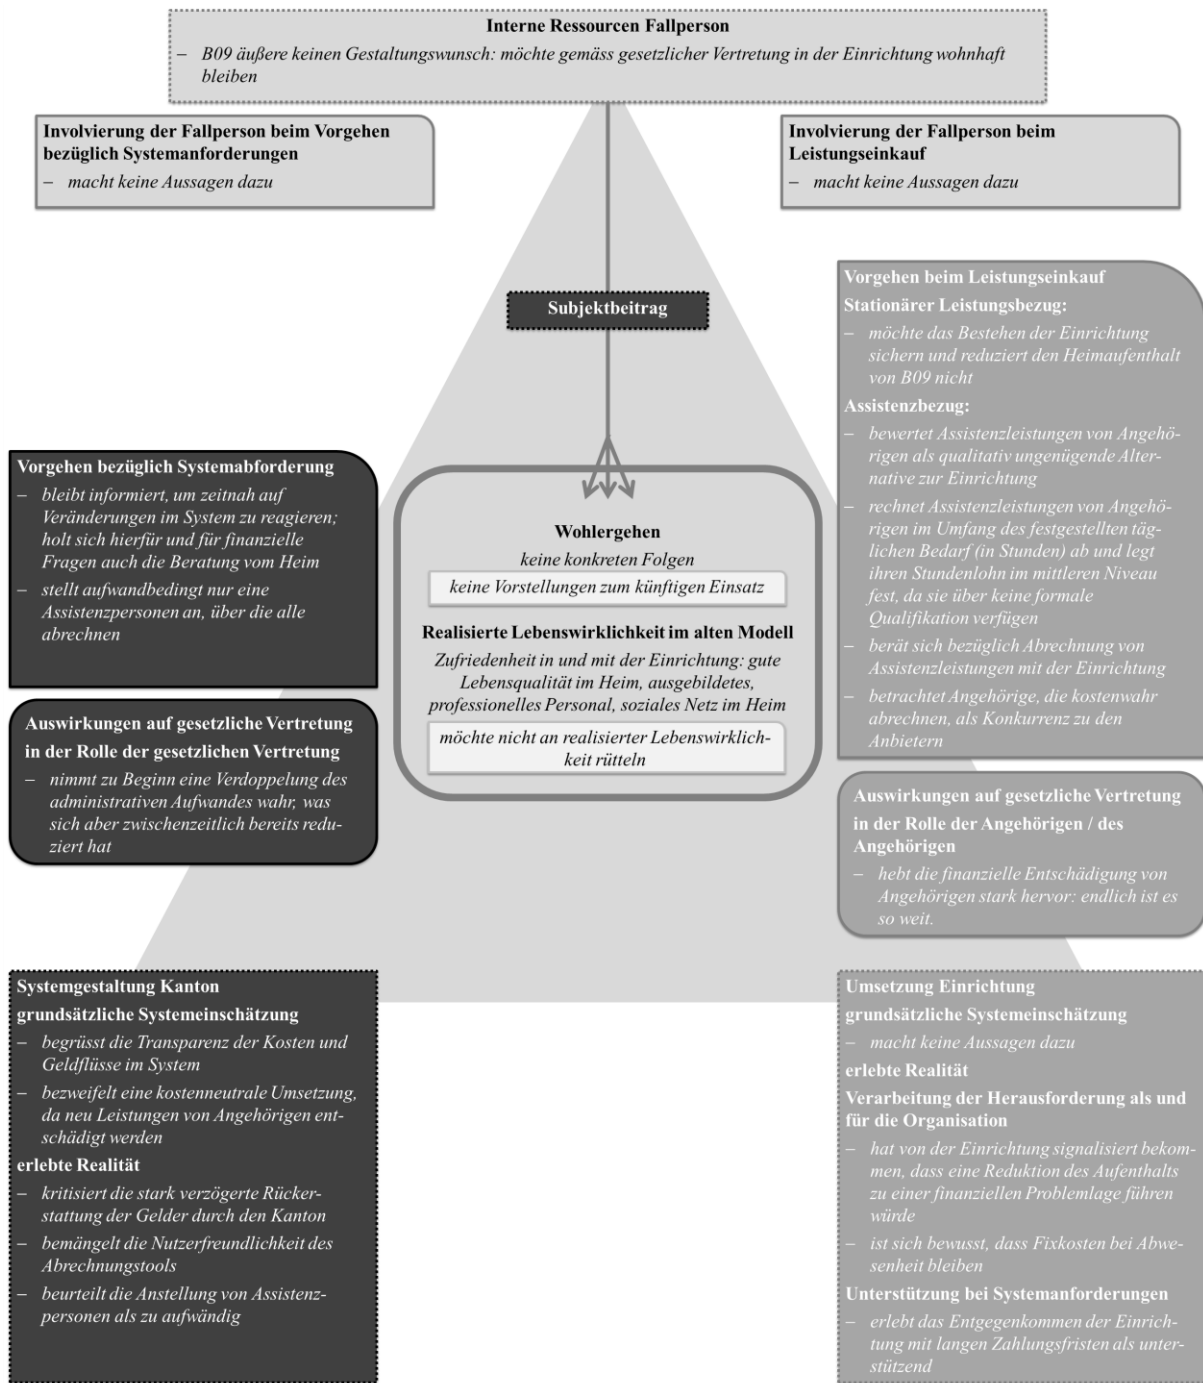 Interne Ressourcen Fallperson
– B09 äußere keinen Gestaltungswunsch: möchte gemäss gesetzlicher Vertretung in der Einrichtung wohnhaft
bleiben
Involvierung der Fallperson beim Vorgehen
bezüglich Systemanforderungen
– macht keine Aussagen dazu
Involvierung der Fallperson beim
Leistungseinkauf
– macht keine Aussagen dazu
Subjektbeitrag
Vorgehen beim Leistungseinkauf
Stationärer Leistungsbezug:
– möchte das Bestehen der Einrichtung
sichern und reduziert den Heimaufenthalt
von B09 nicht
Assistenzbezug:
– bewertet Assistenzleistungen von Angehö-
rigen als qualitativ ungenügende Alter-
native zur Einrichtung
– rechnet Assistenzleistungen von Angehö-
rigen im Umfang des festgestellten täg-
lichen Bedarf (in Stunden) ab und legt
ihren Stundenlohn im mittleren Niveau
fest, da sie über keine formale
Qualifikation verfügen
– berät sich bezüglich Abrechnung von
Assistenzleistungen mit der Einrichtung
– betrachtet Angehörige, die kostenwahr
abrechnen, als Konkurrenz zu den
Anbietern
Vorgehen bezüglich Systemabforderung
– bleibt informiert, um zeitnah auf
Veränderungen im System zu reagieren;
holt sich hierfür und für finanzielle
Fragen auch die Beratung vom Heim
– stellt aufwandbedingt nur eine
Assistenzpersonen an, über die alle
abrechnen
Wohlergehen
keine konkreten Folgen
keine Vorstellungen zum künftigen Einsatz
Realisierte Lebenswirklichkeit im alten Modell
Zufriedenheit in und mit der Einrichtung: gute
Lebensqualität im Heim, ausgebildetes,
professionelles Personal, soziales Netz im Heim
möchte nicht an realisierter Lebenswirklich-
keit rütteln
Auswirkungen auf gesetzliche Vertretung
in der Rolle der gesetzlichen Vertretung
– nimmt zu Beginn eine Verdoppelung des
administrativen Aufwandes wahr, was
sich aber zwischenzeitlich bereits redu-
ziert hat
Auswirkungen auf gesetzliche Vertretung
in der Rolle der Angehörigen / des
Angehörigen
– hebt die finanzielle Entschädigung von
Angehörigen stark hervor: endlich ist es
so weit.
Systemgestaltung Kanton
grundsätzliche Systemeinschätzung
– begrüsst die Transparenz der Kosten und
Geldflüsse im System
– bezweifelt eine kostenneutrale Umsetzung,
da neu Leistungen von Angehörigen ent-
schädigt werden
erlebte Realität
– kritisiert die stark verzögerte Rücker-
stattung der Gelder durch den Kanton
– bemängelt die Nutzerfreundlichkeit des
Abrechnungstools
– beurteilt die Anstellung von Assistenz-
personen als zu aufwändig
Umsetzung Einrichtung
grundsätzliche Systemeinschätzung
– macht keine Aussagen dazu
erlebte Realität
Verarbeitung der Herausforderung als und
für die Organisation
– hat von der Einrichtung signalisiert bekom-
men, dass eine Reduktion des Aufenthalts
zu einer finanziellen Problemlage führen
würde
– ist sich bewusst, dass Fixkosten bei Abwe-
senheit bleiben
Unterstützung bei Systemanforderungen
– erlebt das Entgegenkommen der Einrich-
tung mit langen Zahlungsfristen als unter-
stützend